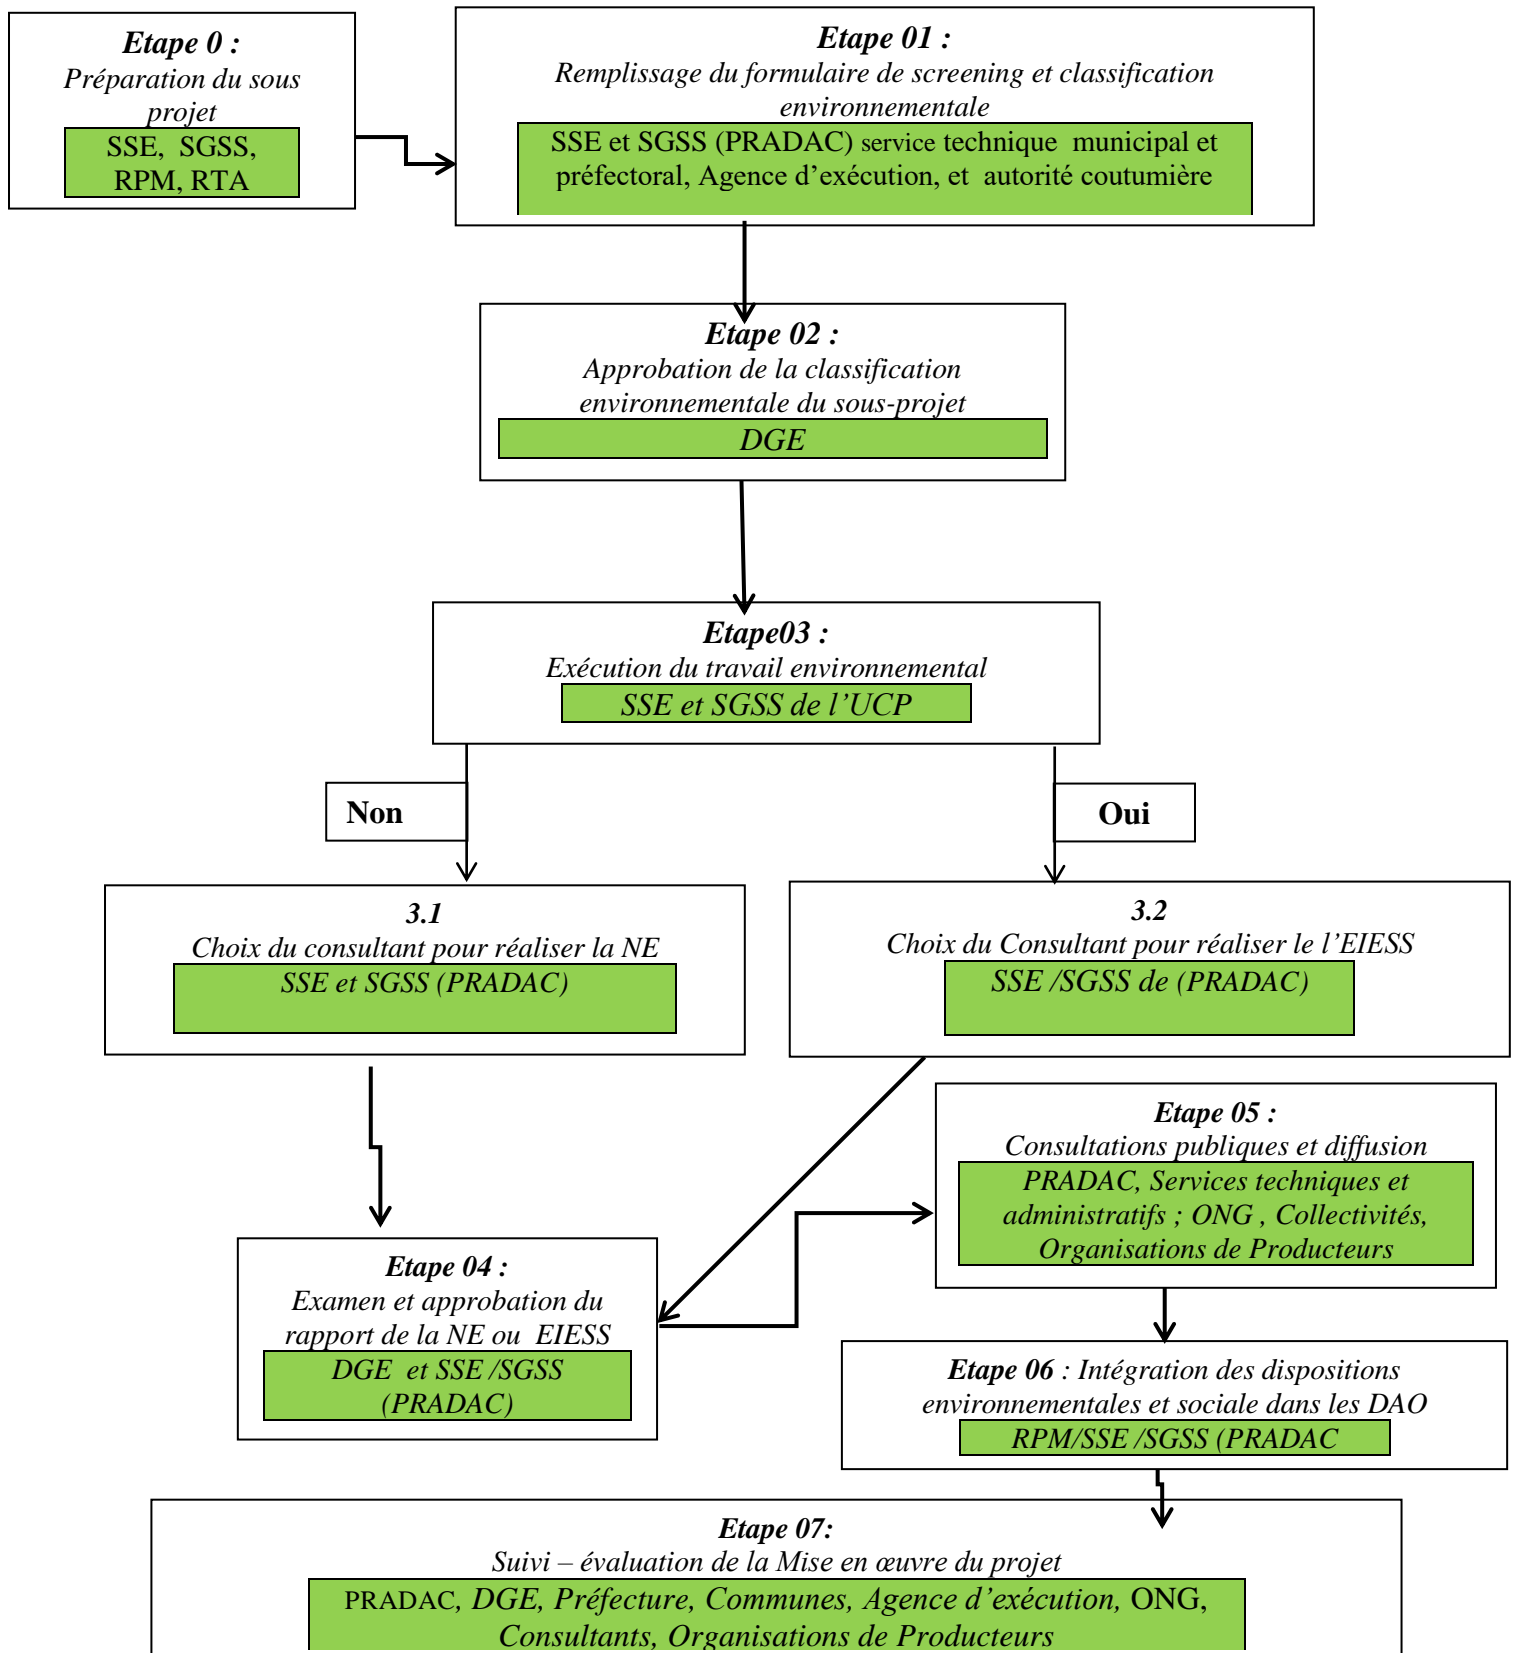 Etape 0 :
Préparation du sous
projet
SSE, SGSS,
RPM, RTA
Etape 01 :
Remplissage du formulaire de screening et classification
environnementale
SSE et SGSS (PRADAC) service technique municipal et
préfectoral, Agence d’exécution, et autorité coutumière
Etape 02 :
Approbation de la classification
environnementale du sous-projet
DGE
Etape03 :
Exécution du travail environnemental
SSE et SGSS de l’UCP
Non
Oui
3.1
Choix du consultant pour réaliser la NE
SSE et SGSS (PRADAC)
3.2
Choix du Consultant pour réaliser le l’EIESS
SSE /SGSS de (PRADAC)
Etape 04 :
Examen et approbation du
rapport de la NE ou EIESS
DGE et SSE /SGSS
(PRADAC)
Etape 05 :
Consultations publiques et diffusion
PRADAC, Services techniques et
administratifs ; ONG , Collectivités,
Organisations de Producteurs
Etape 06 : Intégration des dispositions
environnementales et sociale dans les DAO
RPM/SSE /SGSS (PRADAC
Etape 07:
Suivi – évaluation de la Mise en œuvre du projet
PRADAC, DGE, Préfecture, Communes, Agence d’exécution, ONG,
Consultants, Organisations de Producteurs